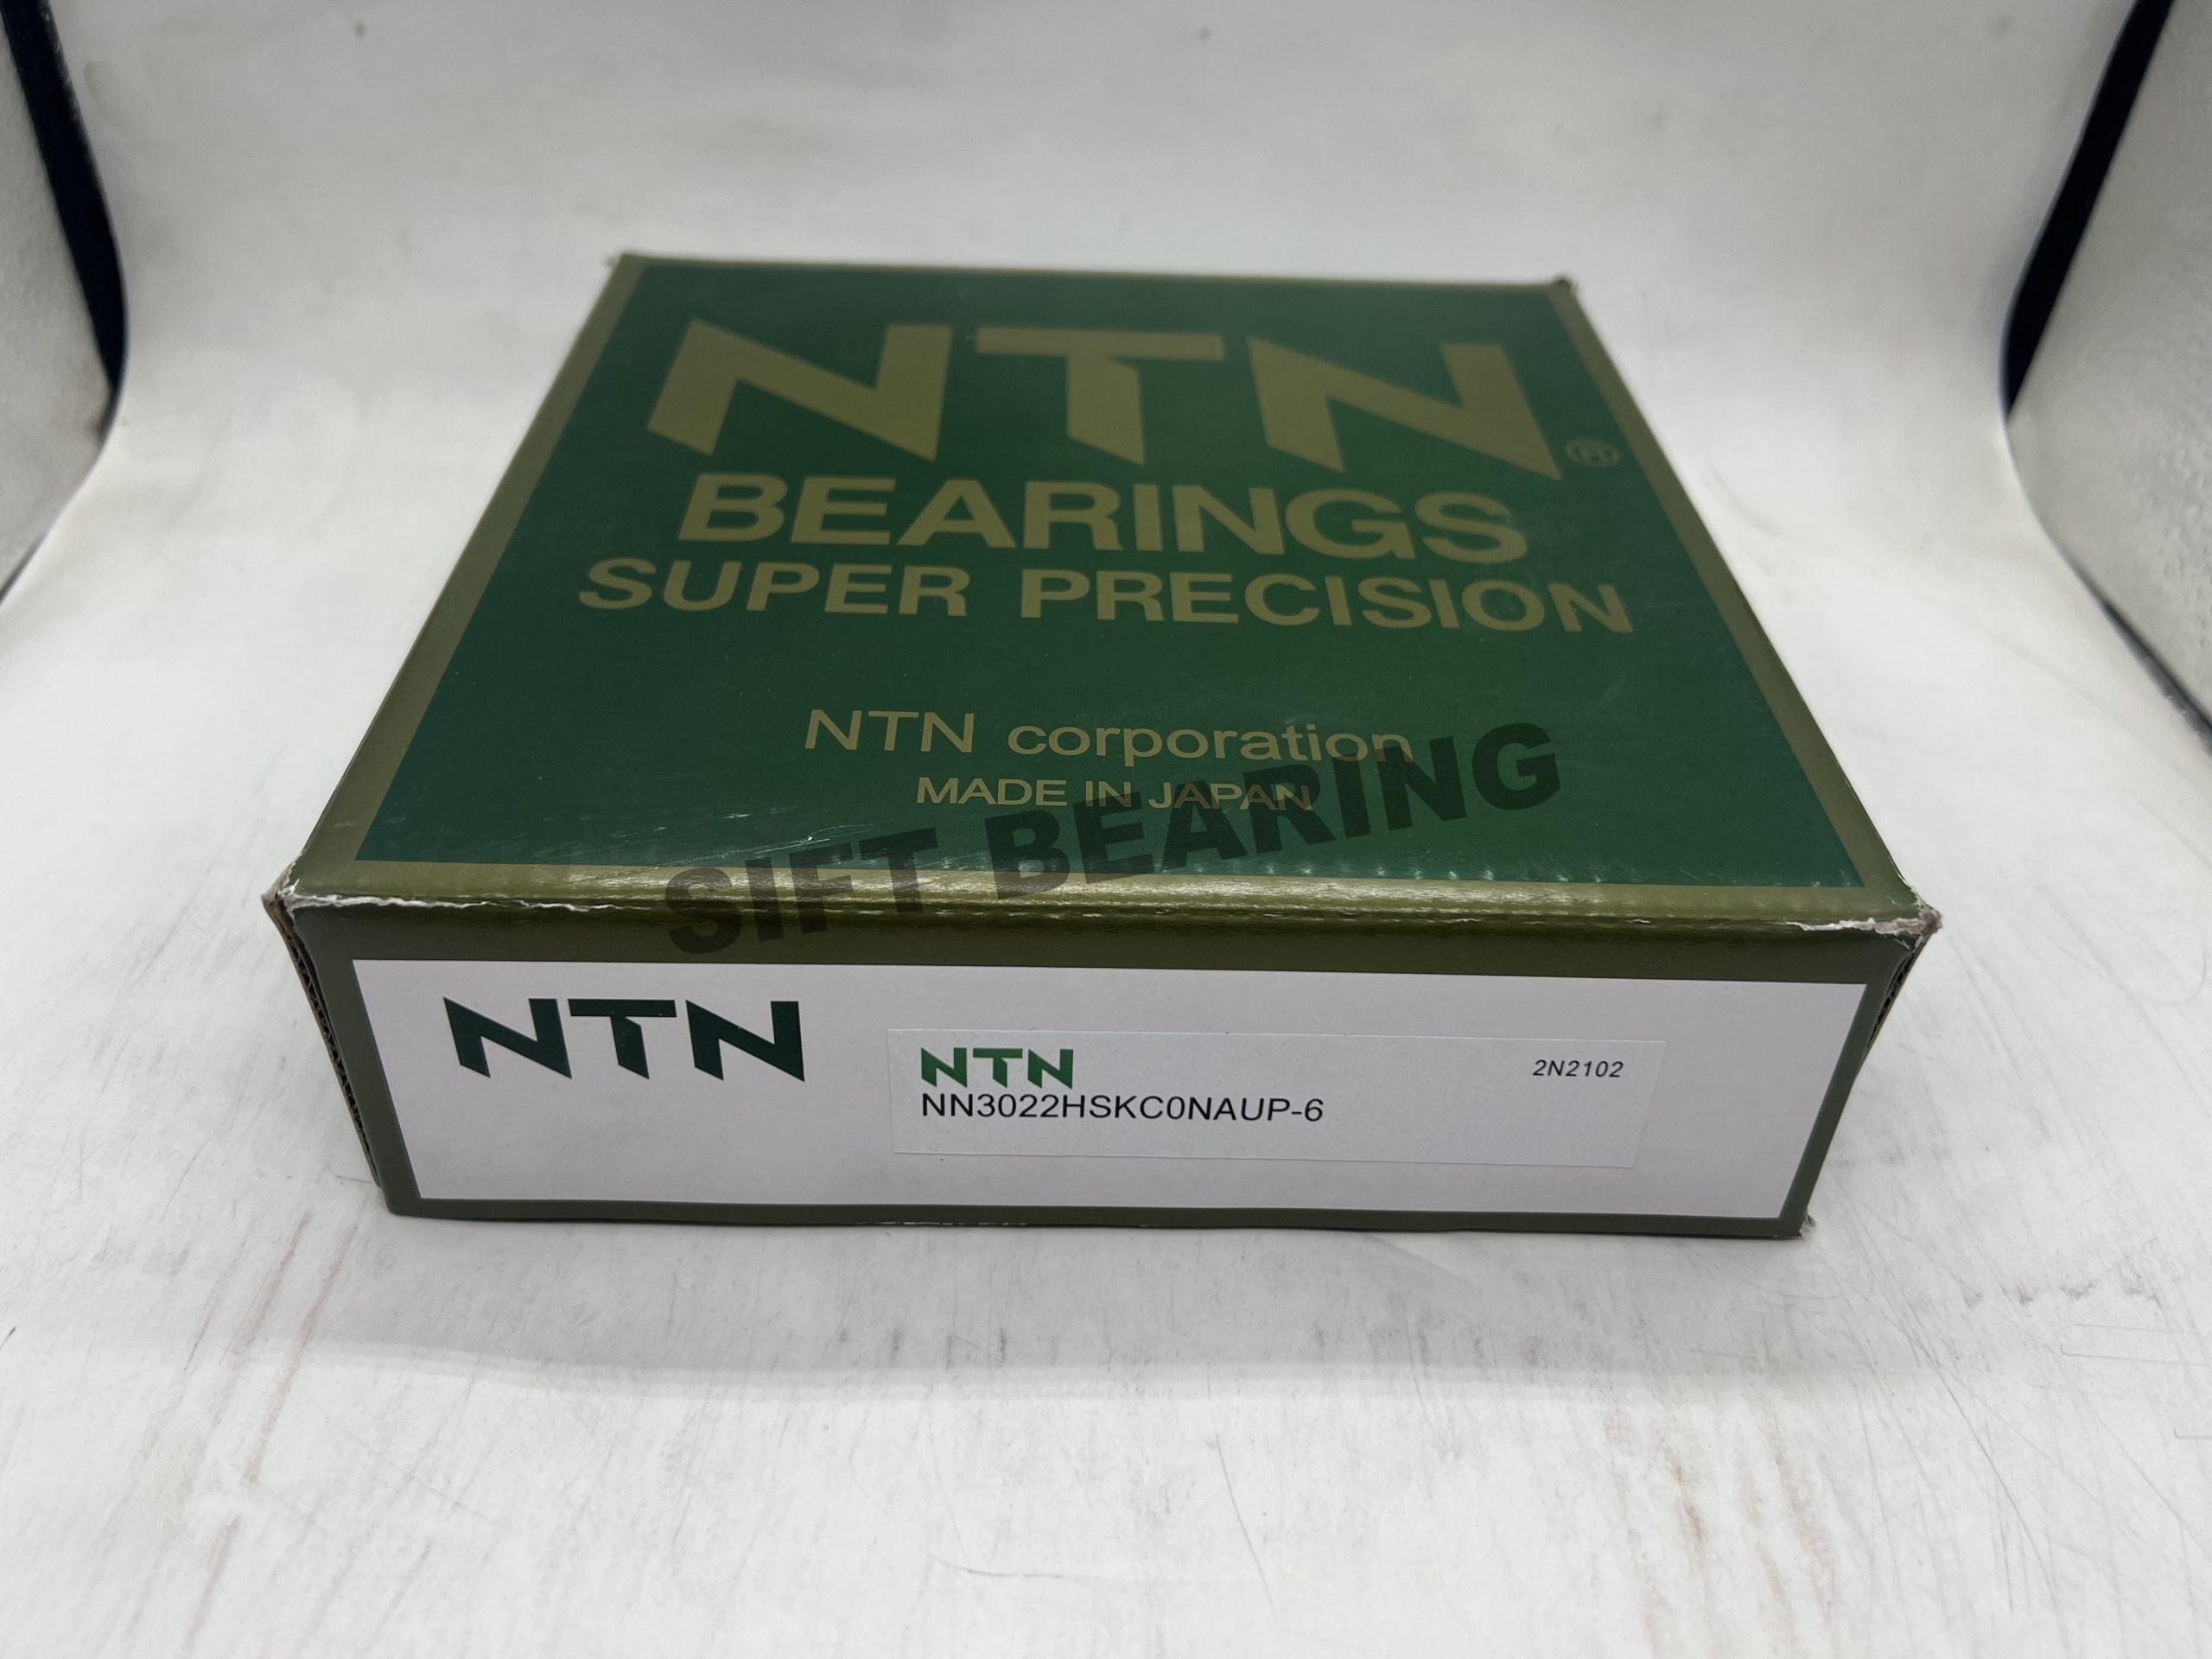 NTN®
BEARINGS
SUPER PRECISION
NTN corporation
MADE IN JAPAN
SIFT BEARING
NTN
NTN
2N2102
NN3022HSKC0NAUP-6